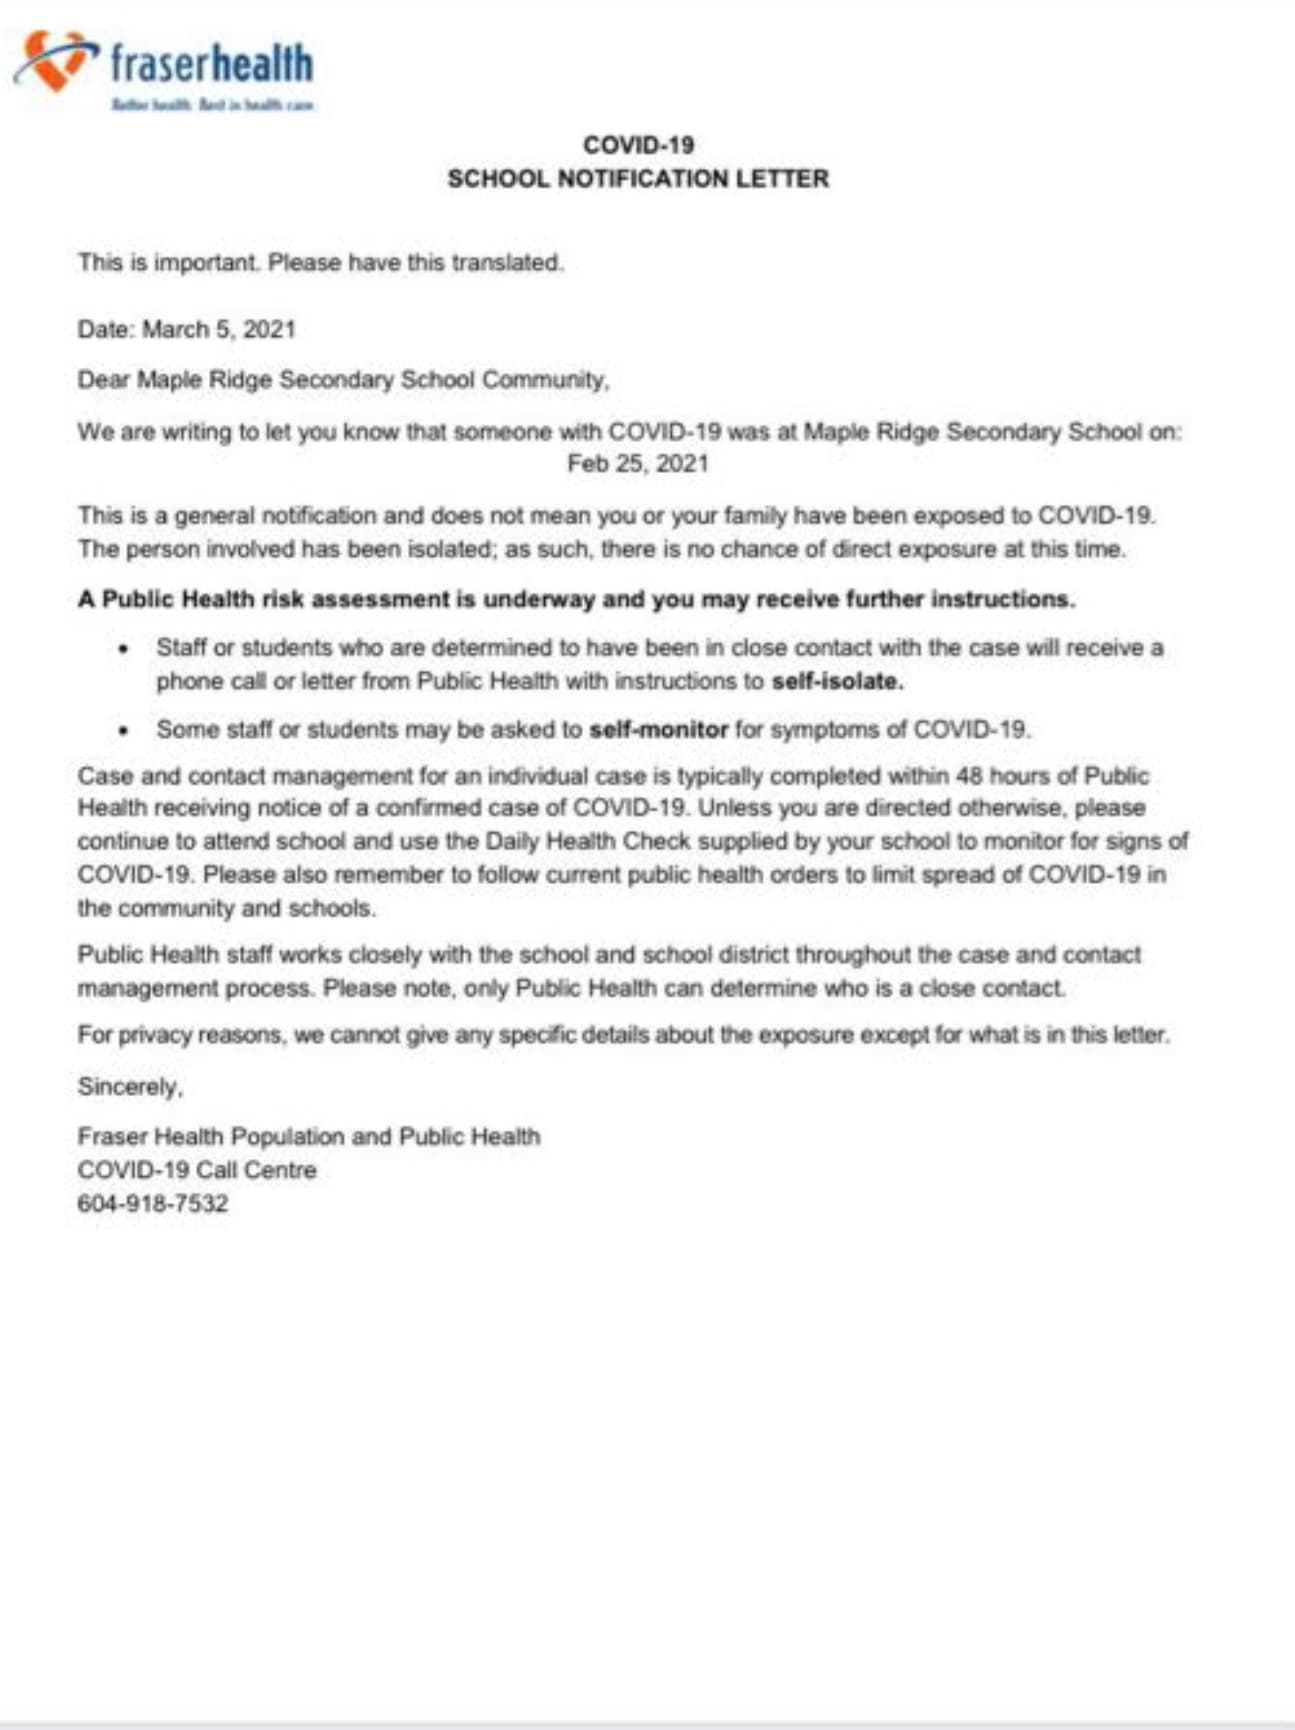 fraserhealth
Better health. Best in health care.
COVID-19
SCHOOL NOTIFICATION LETTER
This is important. Please have this translated.
Date: March 5, 2021
Dear Maple Ridge Secondary School Community,
We are writing to let you know that someone with COVID-19 was at Maple Ridge Secondary School on:
Feb 25, 2021
This is a general notification and does not mean you or your family have been exposed to COVID-19.
The person involved has been isolated; as such, there is no chance of direct exposure at this time.
A Public Health risk assessment is underway and you may receive further instructions.
• Staff or students who are determined to have been in close contact with the case will receive a
phone call or letter from Public Health with instructions to self-isolate.
• Some staff or students may be asked to self-monitor for symptoms of COVID-19.
Case and contact management for an individual case is typically completed within 48 hours of Public
Health receiving notice of a confirmed case of COVID-19. Unless you are directed otherwise, please
continue to attend school and use the Daily Health Check supplied by your school to monitor for signs of
COVID-19. Please also remember to follow current public health orders to limit spread of COVID-19 in
the community and schools.
Public Health staff works closely with the school and school district throughout the case and contact
management process. Please note, only Public Health can determine who is a close contact.
For privacy reasons, we cannot give any specific details about the exposure except for what is in this letter.
Sincerely,
Fraser Health Population and Public Health
COVID-19 Call Centre
604-918-7532